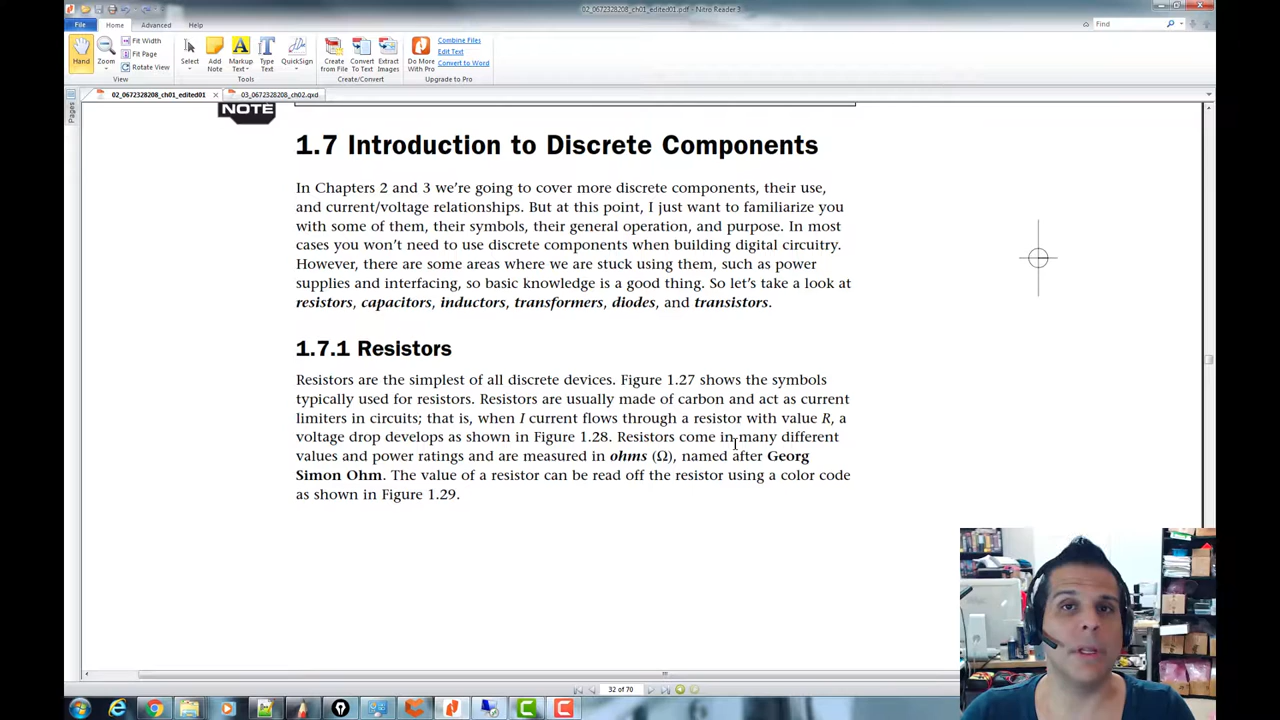 02_0672328208_ch01_edited01.pdf - Nitro Reader 3
File Home Advanced Help
Find
Hand
Zoom
Fit Width
Fit Page
Rotate View
View
Select
Add Note
Markup Text
Type Text
QuickSign
Tools
Create from File
Convert To Text
Extract Images
Create/Convert
Do More With Pro
Combine Files
Edit Text
Convert to Word
Upgrade to Pro
02_0672328208_ch01_edited01
03_0672328208_ch02.qxd
Pages
NOTE
1.7 Introduction to Discrete Components
In Chapters 2 and 3 we're going to cover more discrete components, their use,
and current/voltage relationships. But at this point, I just want to familiarize you
with some of them, their symbols, their general operation, and purpose. In most
cases you won't need to use discrete components when building digital circuitry.
However, there are some areas where we are stuck using them, such as power
supplies and interfacing, so basic knowledge is a good thing. So let's take a look at
resistors, capacitors, inductors, transformers, diodes, and transistors.
1.7.1 Resistors
Resistors are the simplest of all discrete devices. Figure 1.27 shows the symbols
typically used for resistors. Resistors are usually made of carbon and act as current
limiters in circuits; that is, when I current flows through a resistor with value R, a
voltage drop develops as shown in Figure 1.28. Resistors come in many different
values and power ratings and are measured in ohms (Ω), named after Georg
Simon Ohm. The value of a resistor can be read off the resistor using a color code
as shown in Figure 1.29.
32 of 70